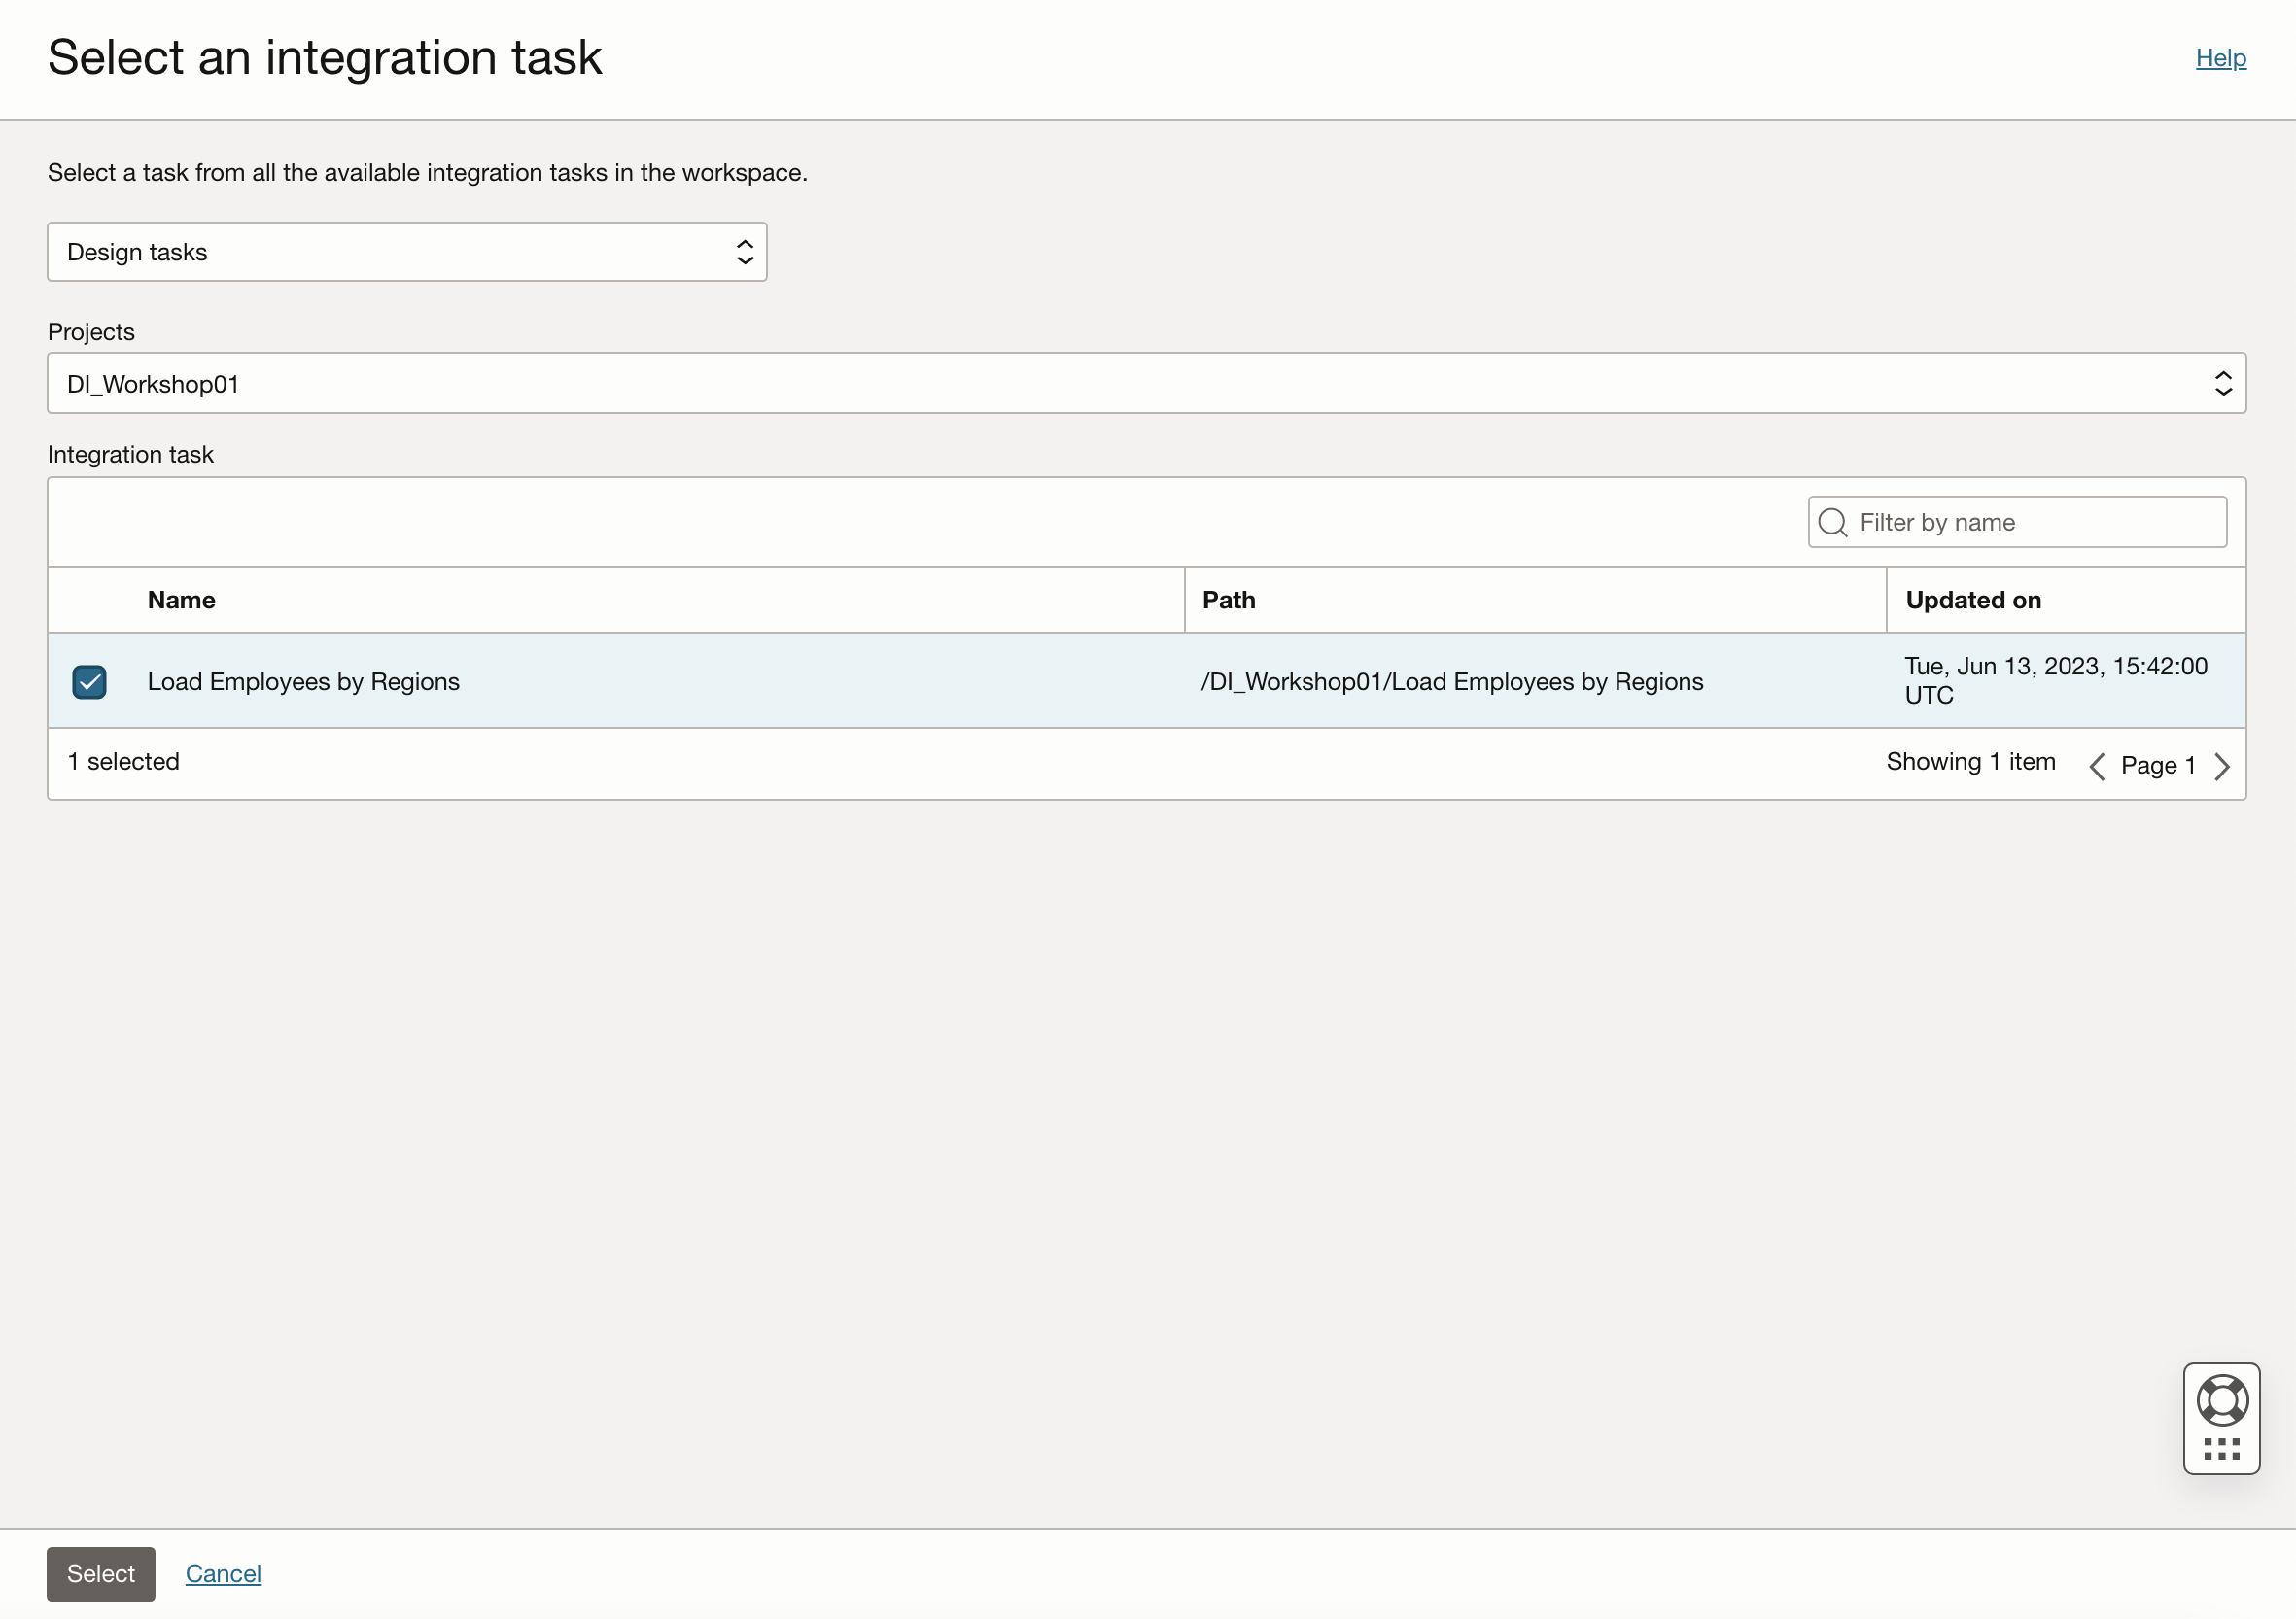 Select an integration task
Help
Select a task from all the available integration tasks in the workspace.
Design tasks
Projects
DI_Workshop01
Integration task
Filter by name
Name Path Updated on
Load Employees by Regions /DI_Workshop01/Load Employees by Regions Tue, Jun 13, 2023, 15:42:00
UTC
1 selected Showing 1 item Page 1
Select Cancel